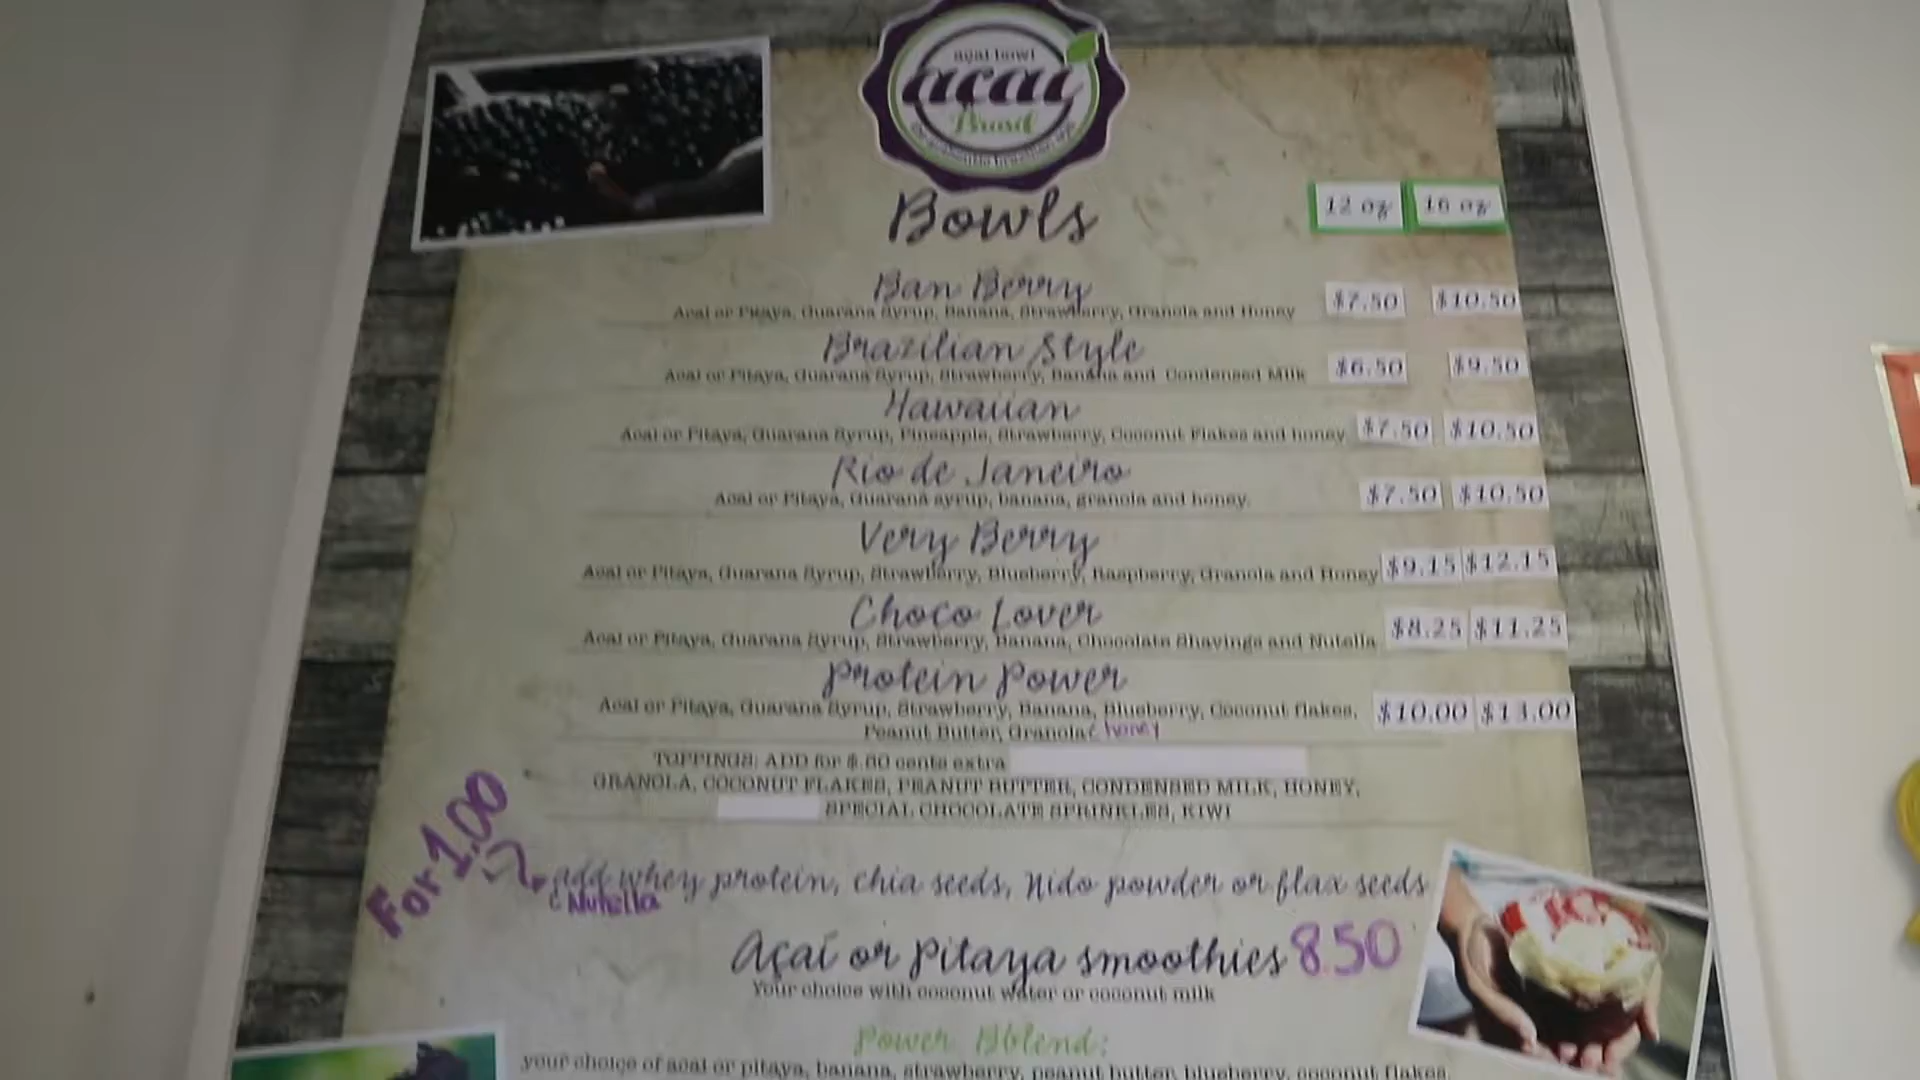 açaí bowl
açaí
Brasil
Bowls
12 oz 16 oz
Ban Berry
Acai or Pitaya, Guarana Syrup, Banana, Strawberry, Granola and Honey $7.50 $10.50
Brazilian Style
Acai or Pitaya, Guarana Syrup, Strawberry, Banana and Condensed Milk $6.50 $9.50
Hawaiian
Acai or Pitaya, Guarana Syrup, Pineapple, Strawberry, Coconut Flakes and honey $7.50 $10.50
Rio de Janeiro
Acai or Pitaya, Guarana syrup, banana, granola and honey. $7.50 $10.50
Very Berry
Acai or Pitaya, Guarana Syrup, Strawberry, Blueberry, Raspberry, Granola and Honey $9.15 $12.15
Choco Lover
Acai or Pitaya, Guarana Syrup, Strawberry, Banana, Chocolate Shavings and Nutella $8.25 $11.25
Protein Power
Acai or Pitaya, Guarana Syrup, Strawberry, Banana, Blueberry, Coconut flakes, $10.00 $13.00
Peanut Butter, Granola & honey
TOPPINGS: ADD for $.80 cents extra
GRANOLA, COCONUT FLAKES, PEANUT BUTTER, CONDENSED MILK, HONEY,
SPECIAL CHOCOLATE SPRINKLES, KIWI
For 1.00
add whey protein, chia seeds, Nido powder or flax seeds
& Nutella
Açaí or Pitaya smoothies 8.50
Your choice with coconut water or coconut milk
Power Bblend:
your choice of acai or pitaya, banana, strawberry, peanut butter, blueberry, coconut flakes,